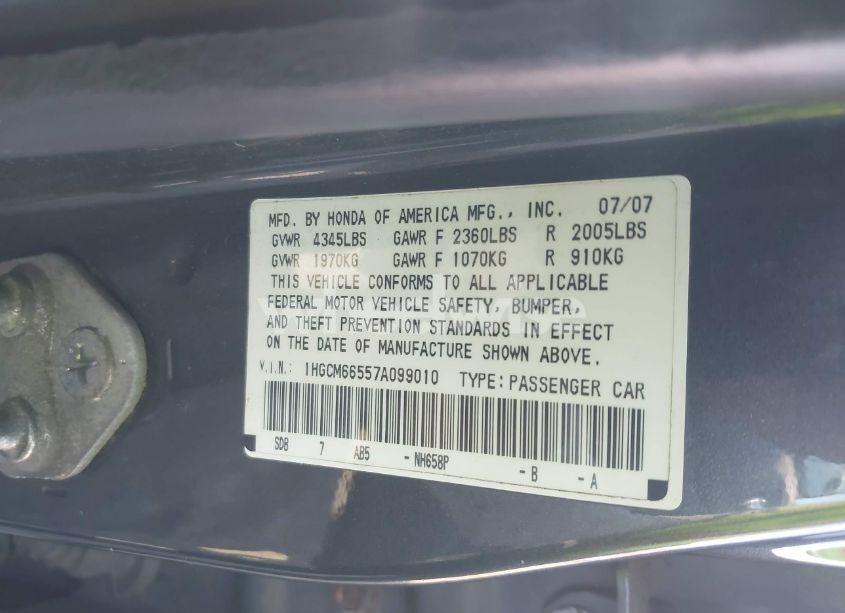 MFD. BY HONDA OF AMERICA MFG., INC. 07/07
GVWR 4345LBS GAWR F 2360LBS R 2005LBS
GVWR 1970KG GAWR F 1070KG R 910KG
THIS VEHICLE CONFORMS TO ALL APPLICABLE
FEDERAL MOTOR VEHICLE SAFETY, BUMPER,
AND THEFT PREVENTION STANDARDS IN EFFECT
ON THE DATE OF MANUFACTURE SHOWN ABOVE.
V.I.N.: 1HGCM66557A099010 TYPE: PASSENGER CAR
SDB 7 AB5 - NH658P - B - A